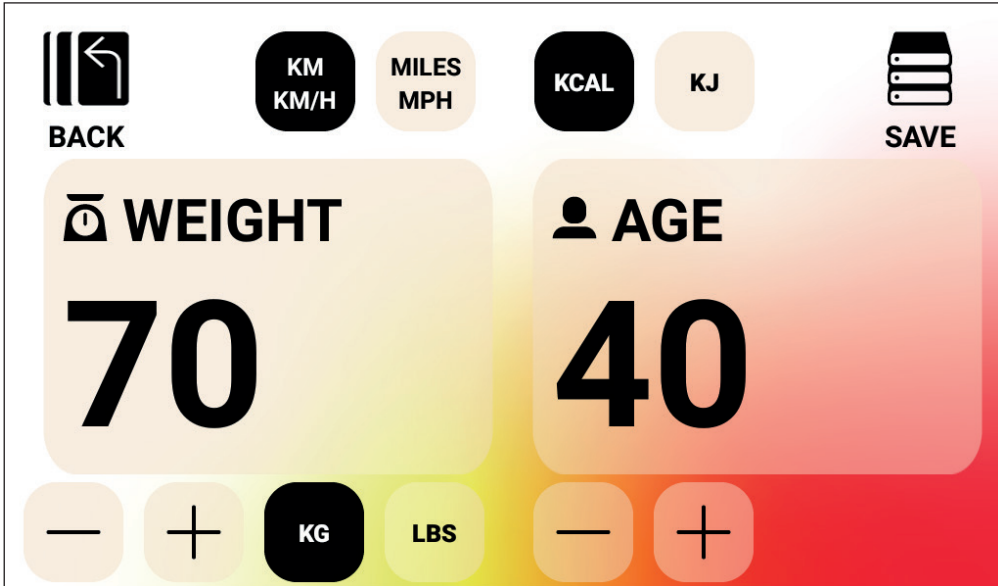 BACK
KM
KM/H
MILES
MPH
KCAL
KJ
SAVE
WEIGHT
70
AGE
40
KG
LBS